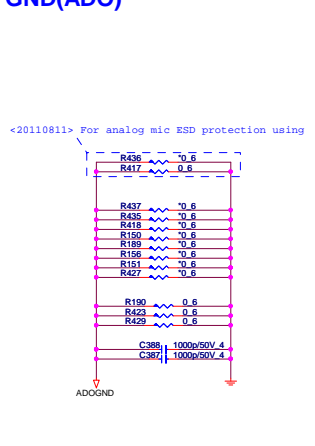 GND(ADO)
<20110811> For analog mic ESD protection using
R436 *0_6
R417 0_6
R437 *0_6
R435 *0_6
R418 *0_6
R150 *0_6
R189 *0_6
R156 *0_6
R151 *0_6
R427 *0_6
R190 0_6
R423 0_6
R429 0_6
C388 1000p/50V_4
C387 1000p/50V_4
ADOGND